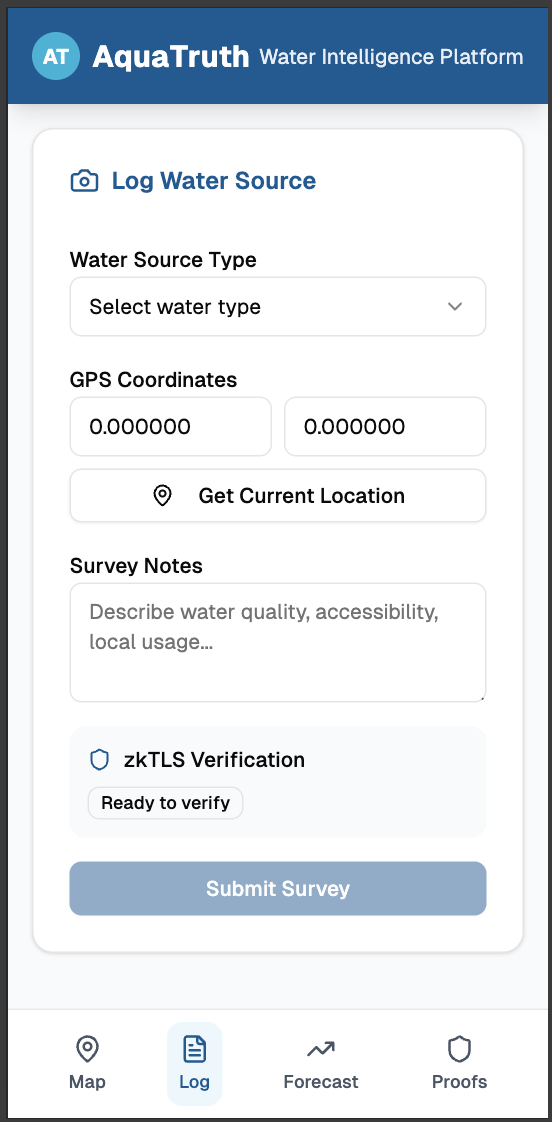 AT AquaTruth Water Intelligence Platform
Log Water Source
Water Source Type
Select water type
GPS Coordinates
0.000000 0.000000
Get Current Location
Survey Notes
Describe water quality, accessibility,
local usage...
zkTLS Verification
Ready to verify
Submit Survey
Map Log Forecast Proofs